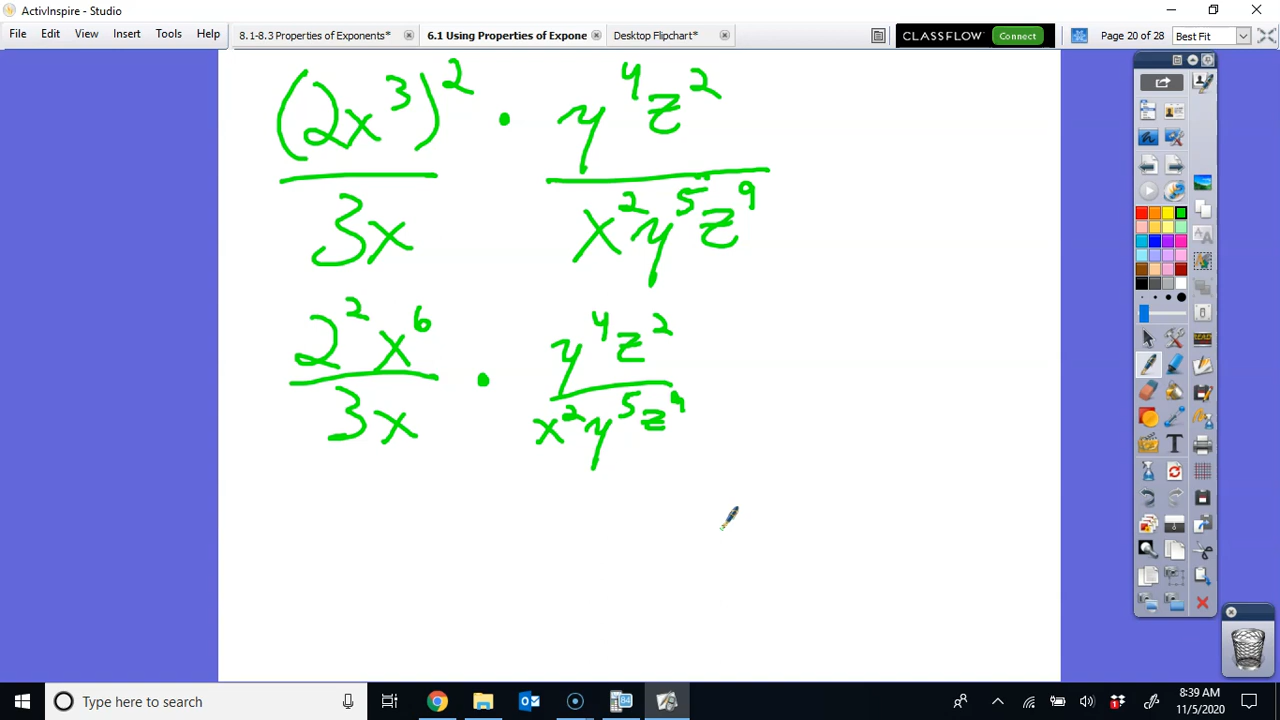 ActivInspire - Studio
File Edit View Insert Tools Help
8.1-8.3 Properties of Exponents*
6.1 Using Properties of Expone
Desktop Flipchart*
CLASSFLOW Connect
Page 20 of 28
Best Fit
(2x³)² · y⁴z²
3x x²y⁵z⁹
2²x⁶ · y⁴z²
3x x²y⁵z⁹
Type here to search
8:39 AM
11/5/2020